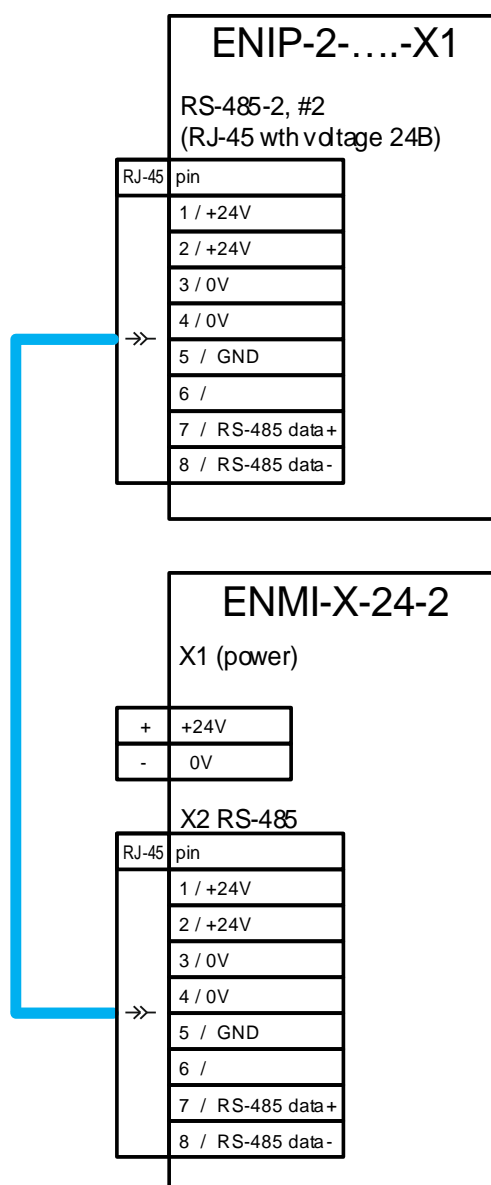 ENIP-2-….-X1
RS-485-2, #2
(RJ-45 wth voltage 24B)
RJ-45 pin
1 / +24V
2 / +24V
3 / 0V
4 / 0V
5 / GND
6 /
7 / RS-485 data+
8 / RS-485 data-
ENMI-X-24-2
X1 (power)
+ +24V
- 0V
X2 RS-485
RJ-45 pin
1 / +24V
2 / +24V
3 / 0V
4 / 0V
5 / GND
6 /
7 / RS-485 data+
8 / RS-485 data-